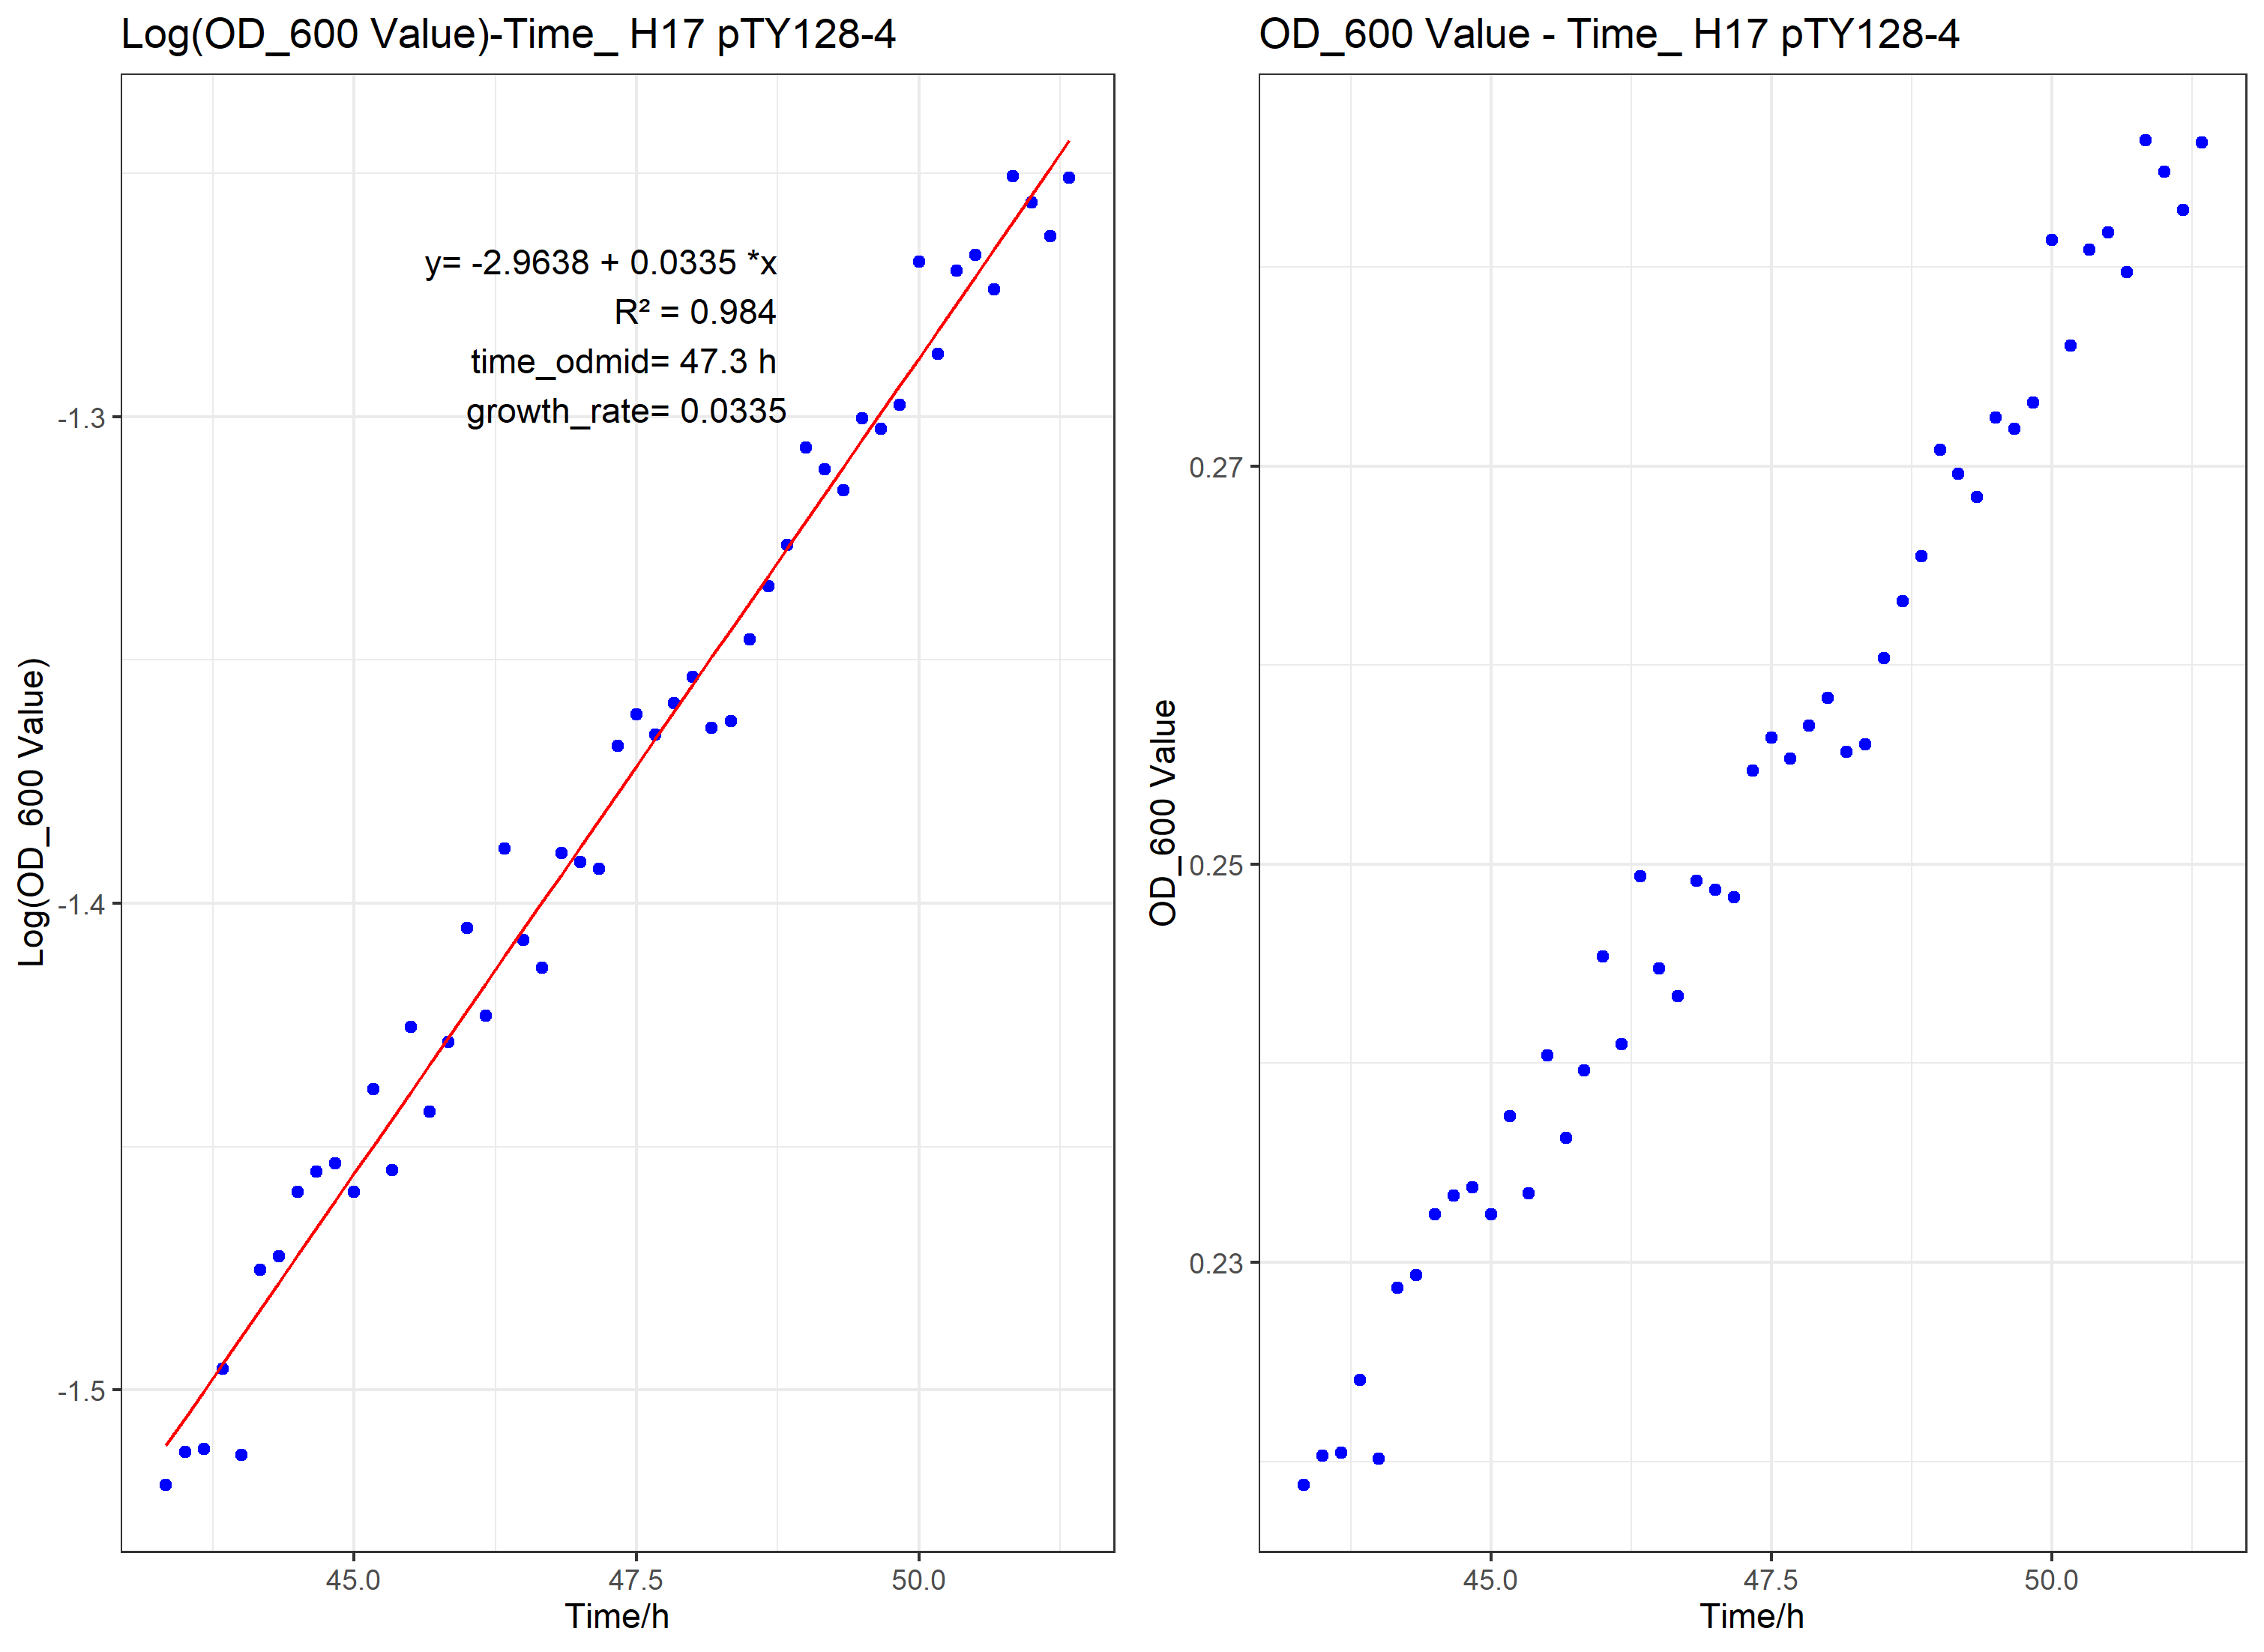 Log(OD_600 Value)-Time_ H17 pTY128-4
y= -2.9638 + 0.0335 *x
R² = 0.984
time_odmid= 47.3 h
growth_rate= 0.0335
-1.3
-1.4
-1.5
Log(OD_600 Value)
45.0 47.5 50.0
Time/h
OD_600 Value - Time_ H17 pTY128-4
0.27
0.25
0.23
OD_600 Value
45.0 47.5 50.0
Time/h